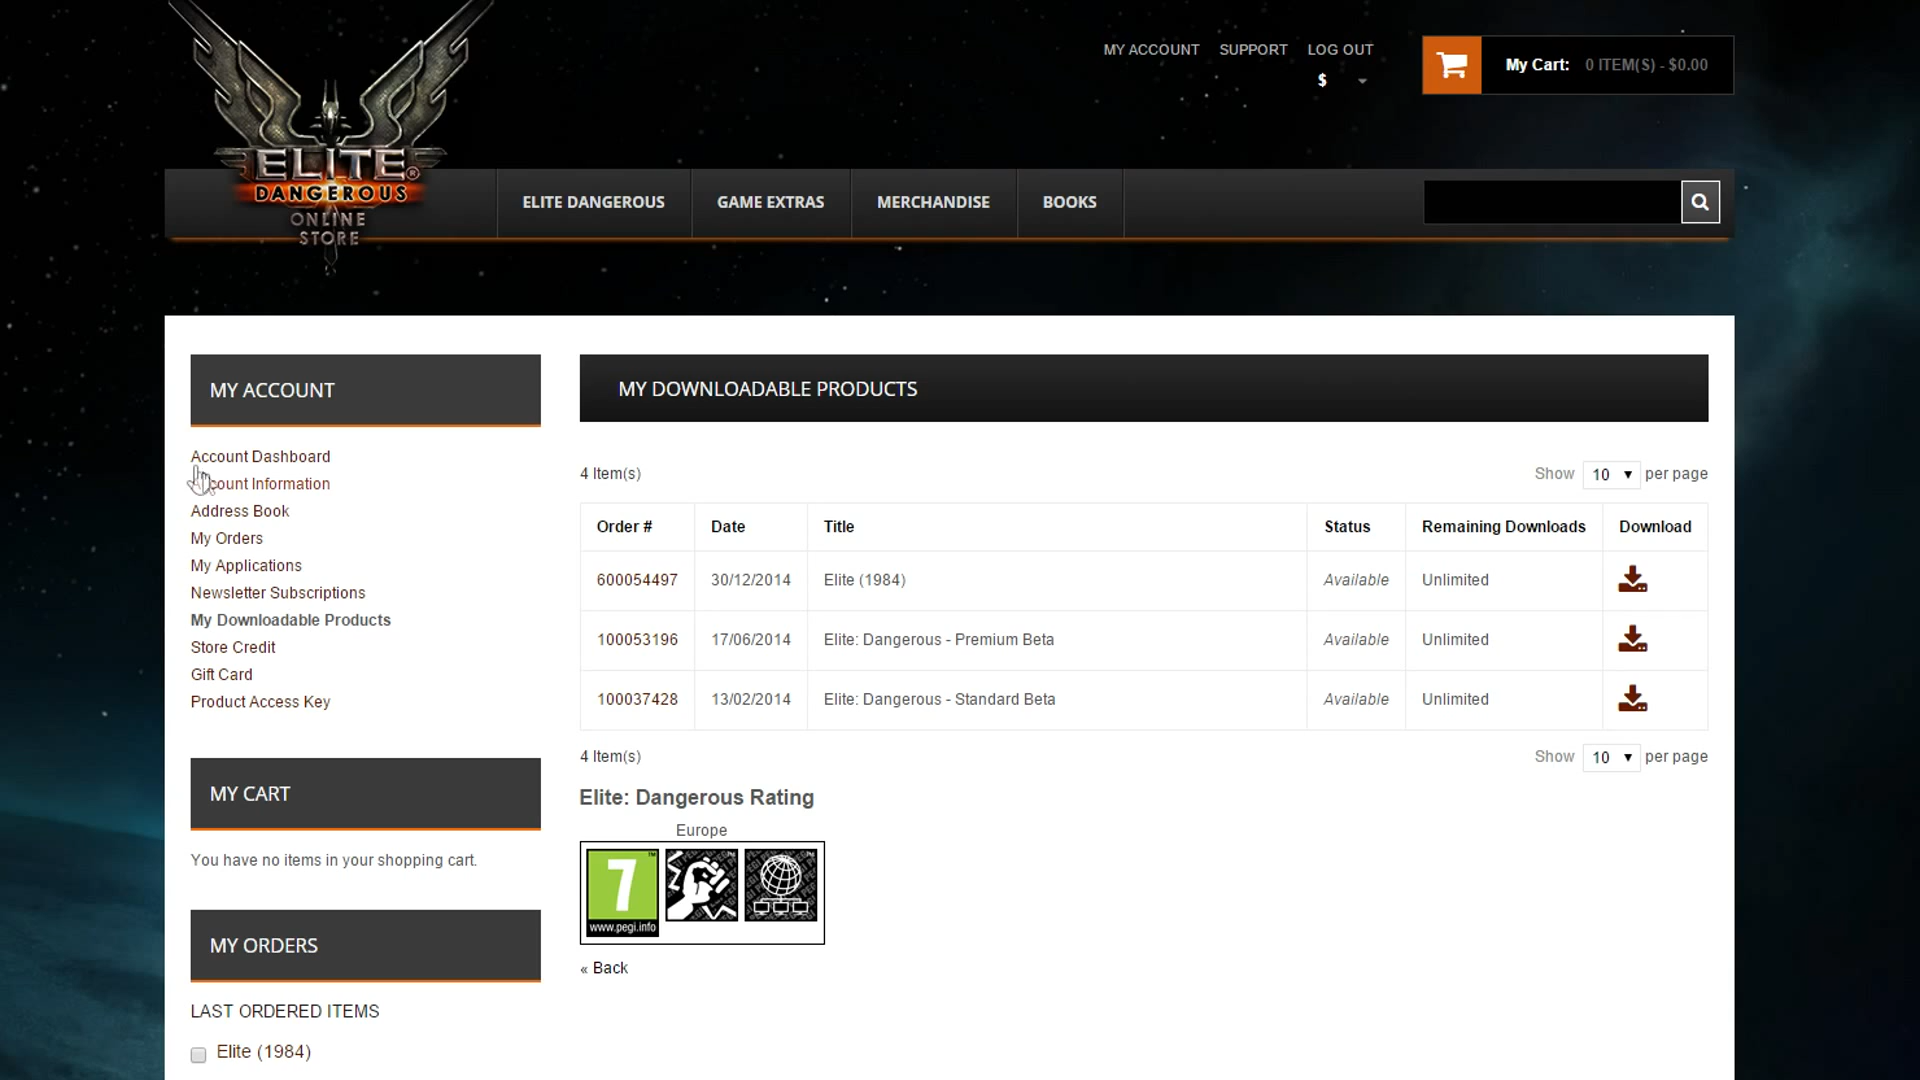 MY ACCOUNT SUPPORT LOG OUT
$
My Cart: 0 ITEM(S) - $0.00
ELITE®
DANGEROUS
ONLINE
STORE
ELITE DANGEROUS GAME EXTRAS MERCHANDISE BOOKS
MY ACCOUNT
Account Dashboard
Account Information
Address Book
My Orders
My Applications
Newsletter Subscriptions
My Downloadable Products
Store Credit
Gift Card
Product Access Key
MY CART
You have no items in your shopping cart.
MY ORDERS
LAST ORDERED ITEMS
Elite (1984)
MY DOWNLOADABLE PRODUCTS
4 Item(s) Show 10 per page
Order # Date Title Status Remaining Downloads Download
600054497 30/12/2014 Elite (1984) Available Unlimited
100053196 17/06/2014 Elite: Dangerous - Premium Beta Available Unlimited
100037428 13/02/2014 Elite: Dangerous - Standard Beta Available Unlimited
4 Item(s) Show 10 per page
Elite: Dangerous Rating
Europe
7
www.pegi.info
« Back